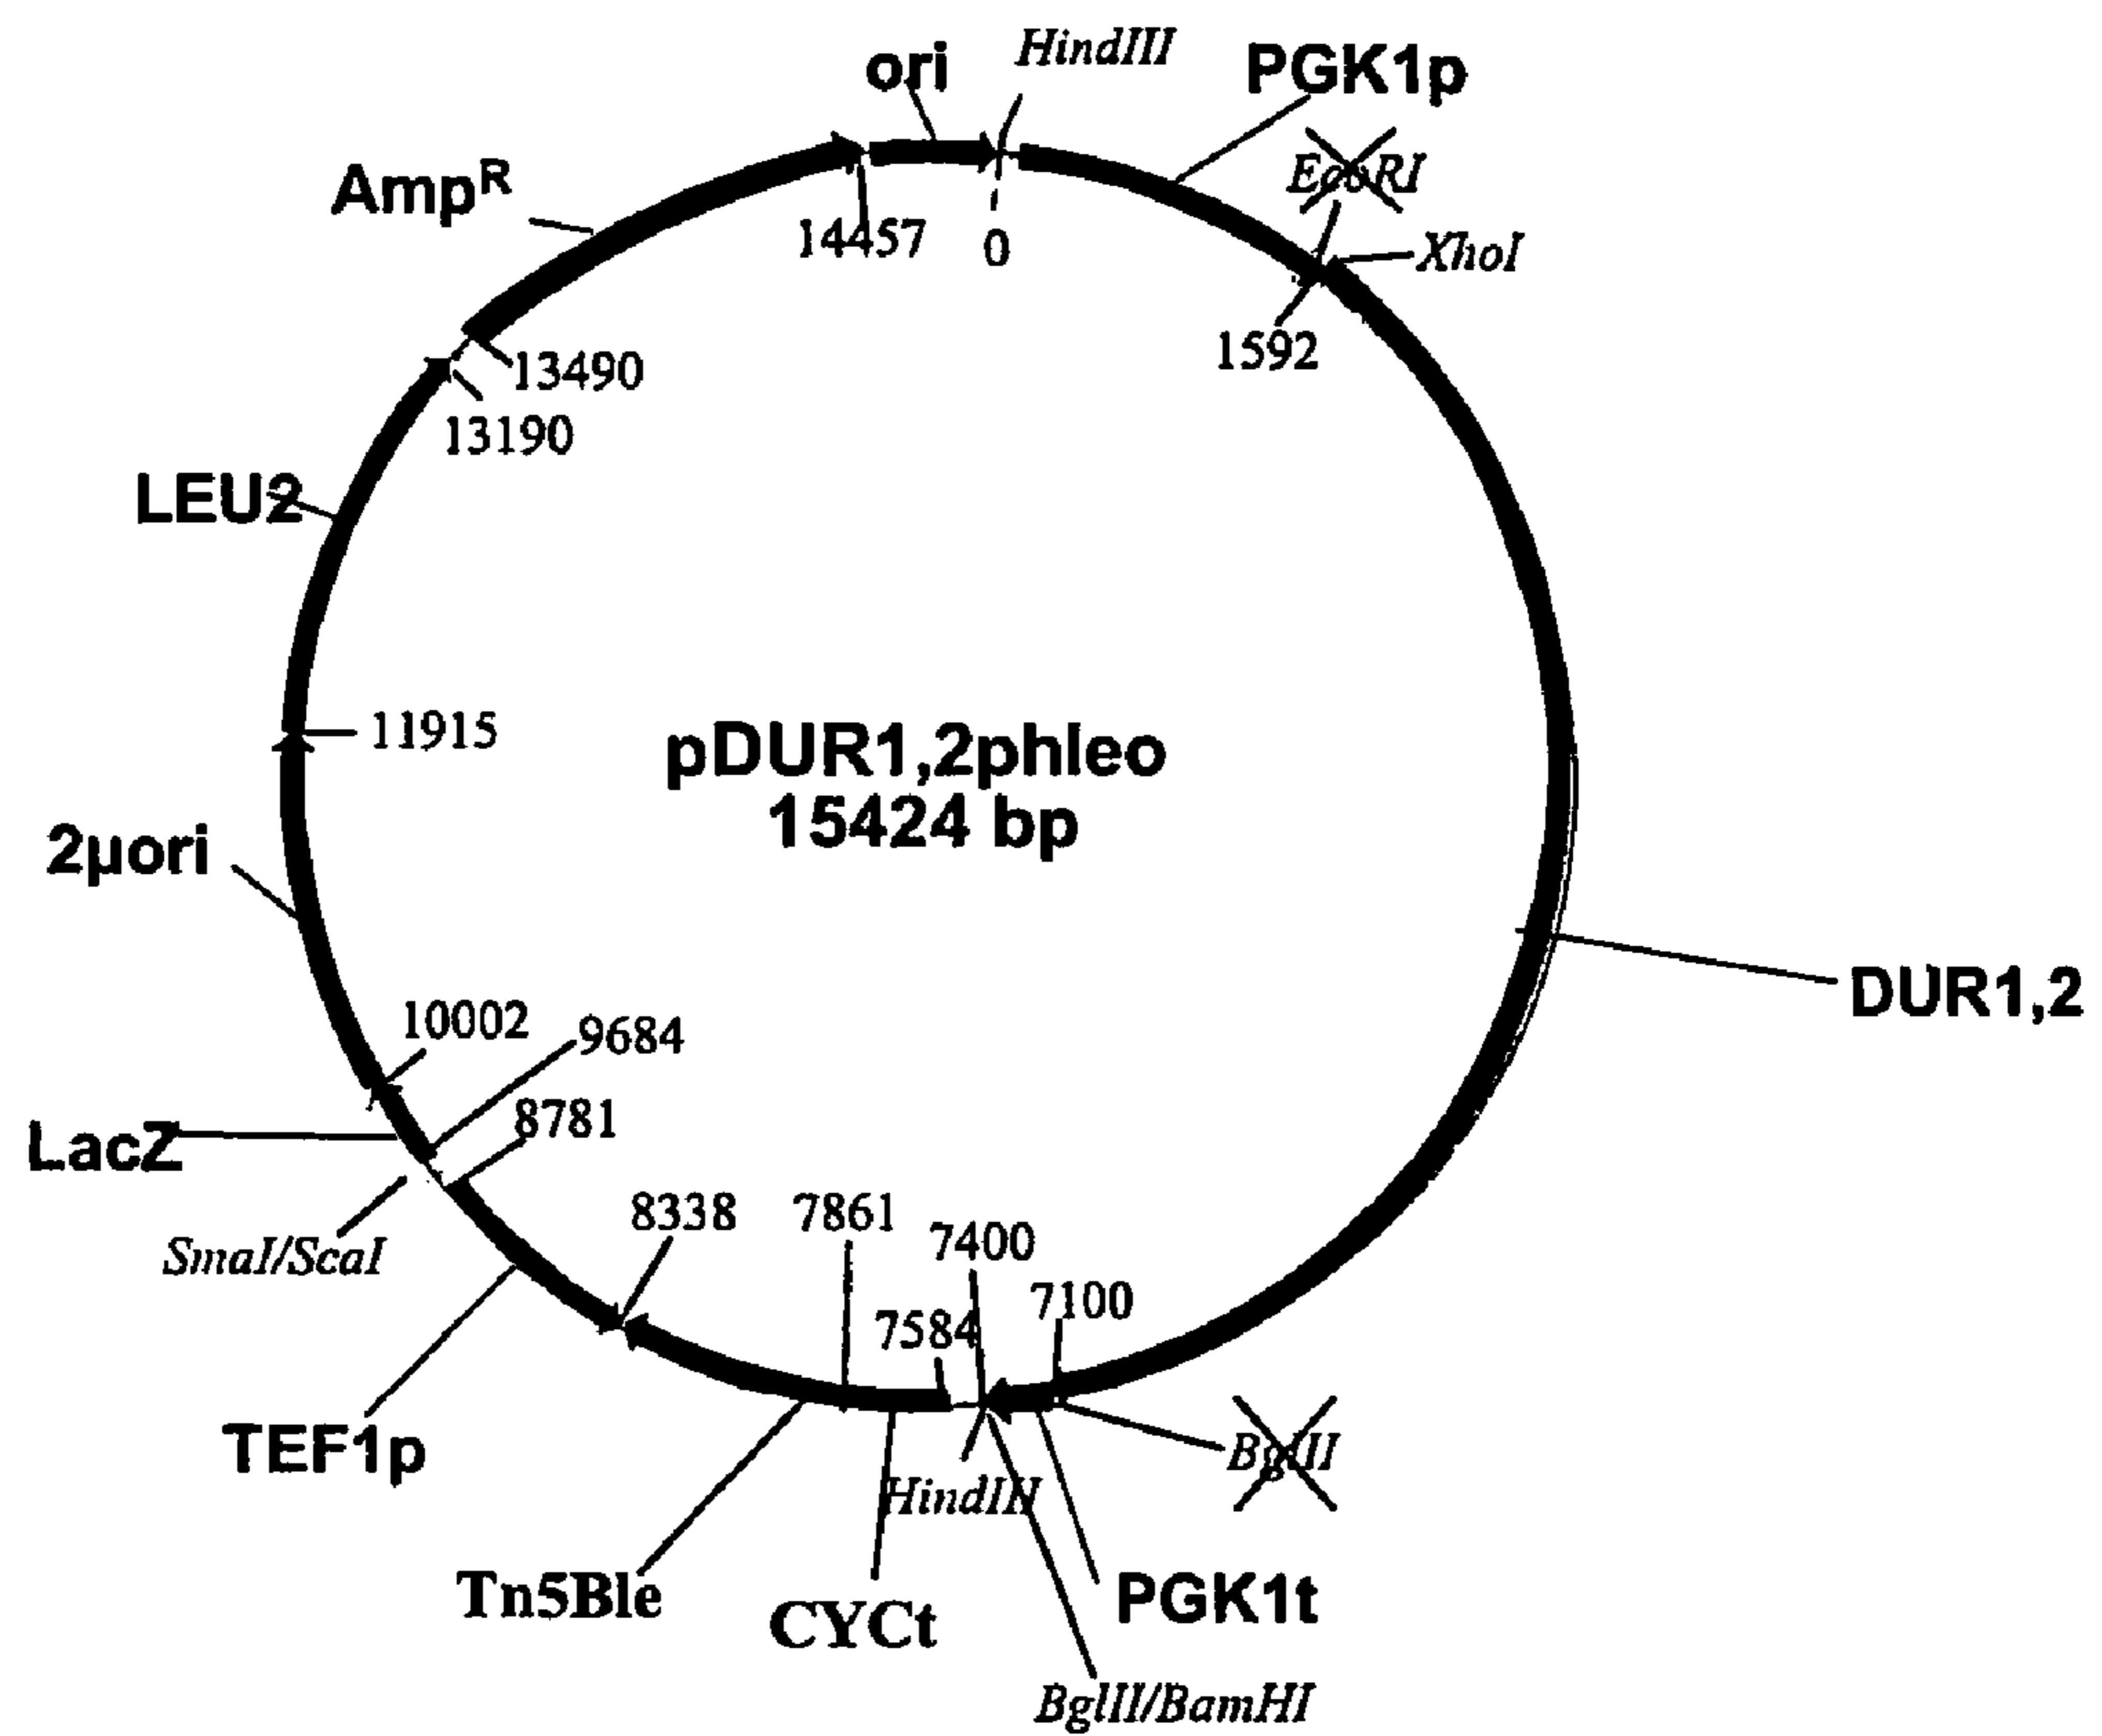 ori
HindIII
PGK1p
EcoRI
AmpR
14457
0
XhoI
1592
13490
13190
LEU2
11915
pDUR1,2phleo
15424 bp
2µori
DUR1,2
10002
9684
8781
LacZ
SmaI/ScaI
8338
7861
7400
7584
7100
TEF1p
BglII
HindIII
Tn5Ble
CYCt
PGK1t
BglII/BamHI